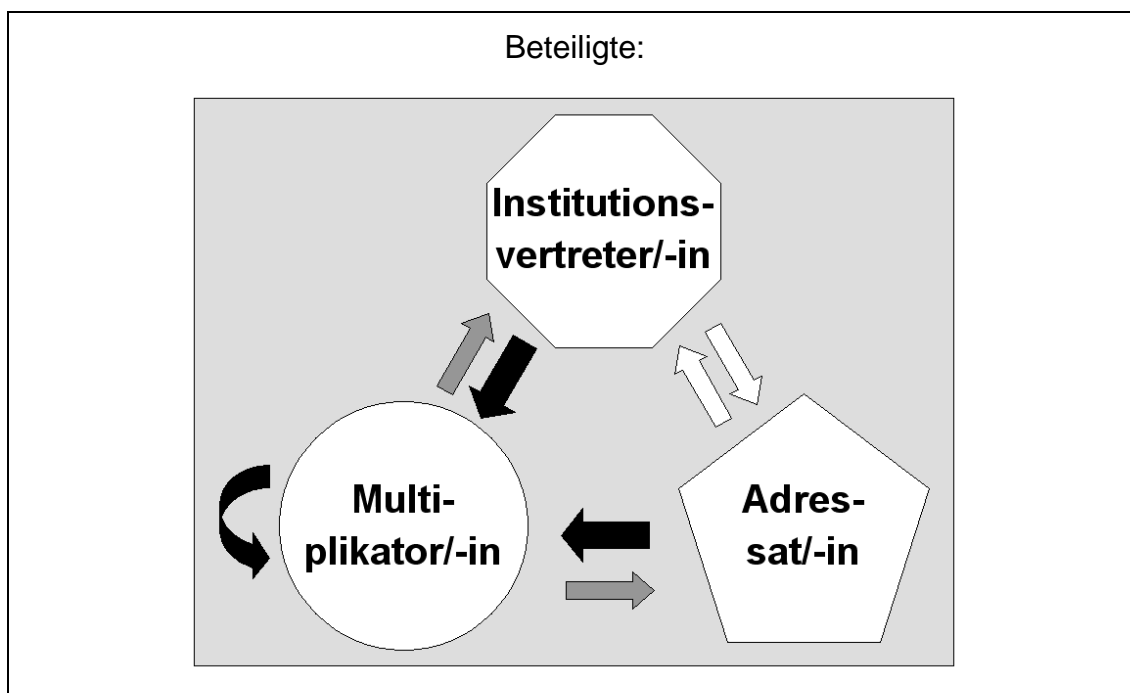 Beteiligte:
Institutions-
vertreter/-in
Multi-
plikator/-in
Adres-
sat/-in